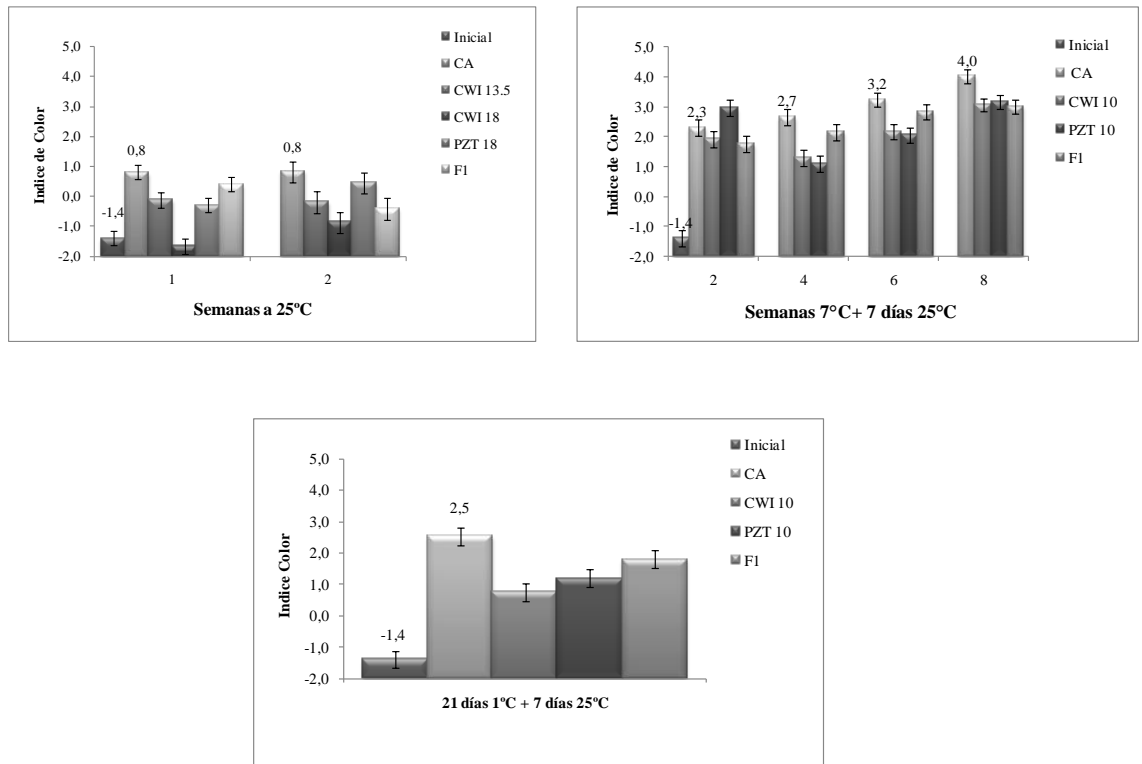 5,0
4,0
3,0
2,0
1,0
0,0
-1,0
-2,0
Indice de Color
-1,4
0,8
0,8
1
2
Semanas a 25ºC
Inicial
CA
CWI 13.5
CWI 18
PZT 18
F1
5,0
4,0
3,0
2,0
1,0
0,0
-1,0
-2,0
Indice de Color
-1,4
2,3
2,7
3,2
4,0
2
4
6
8
Semanas 7°C+ 7 días 25°C
Inicial
CA
CWI 10
PZT 10
F1
5,0
4,0
3,0
2,0
1,0
0,0
-1,0
-2,0
Indice Color
-1,4
2,5
21 días 1ºC + 7 días 25ºC
Inicial
CA
CWI 10
PZT 10
F1